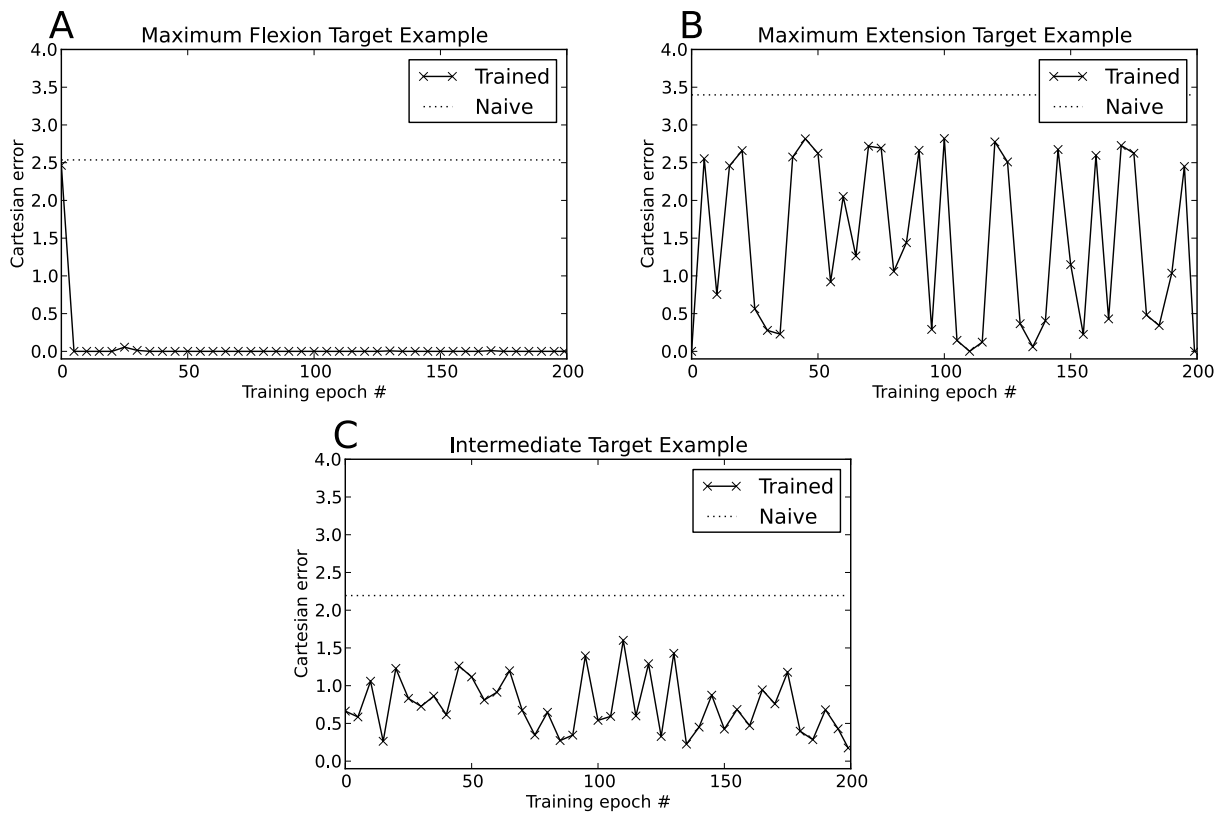 A
Maximum Flexion Target Example
4.0
3.5
3.0
2.5
2.0
1.5
1.0
0.5
0.0
Cartesian error
Trained
Naive
0 50 100 150 200
Training epoch #
B
Maximum Extension Target Example
4.0
3.5
3.0
2.5
2.0
1.5
1.0
0.5
0.0
Cartesian error
Trained
Naive
0 50 100 150 200
Training epoch #
C
Intermediate Target Example
4.0
3.5
3.0
2.5
2.0
1.5
1.0
0.5
0.0
Cartesian error
Trained
Naive
0 50 100 150 200
Training epoch #